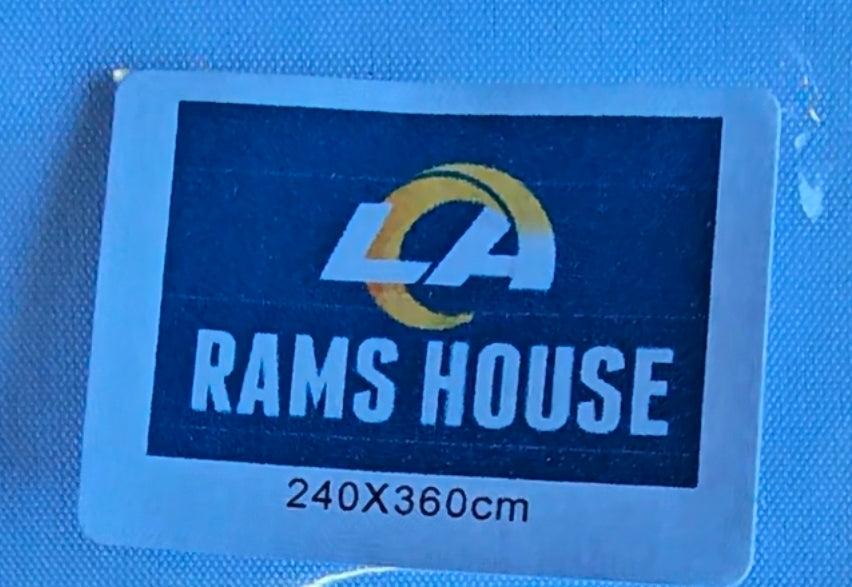 LA
RAMS HOUSE
240X360cm